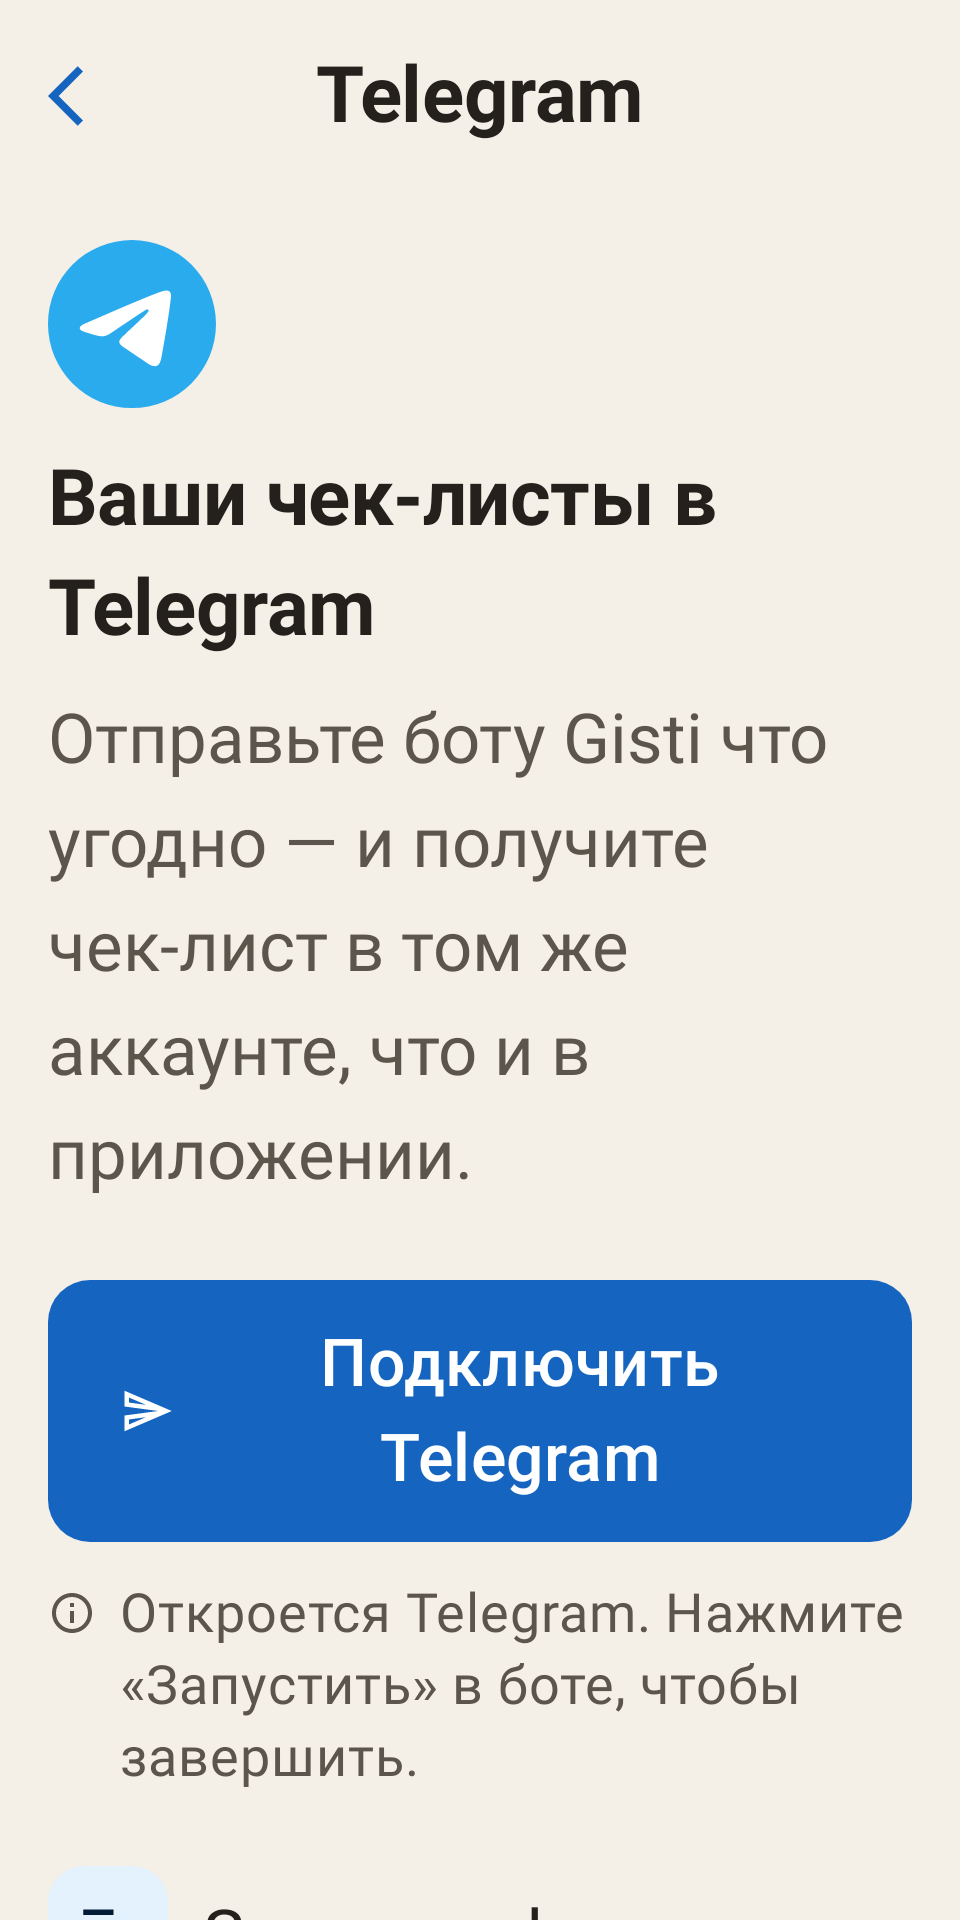 Telegram
Ваши чек-листы в
Telegram
Отправьте боту Gisti что
угодно — и получите
чек-лист в том же
аккаунте, что и в
приложении.
Подключить
Telegram
Откроется Telegram. Нажмите
«Запустить» в боте, чтобы
завершить.